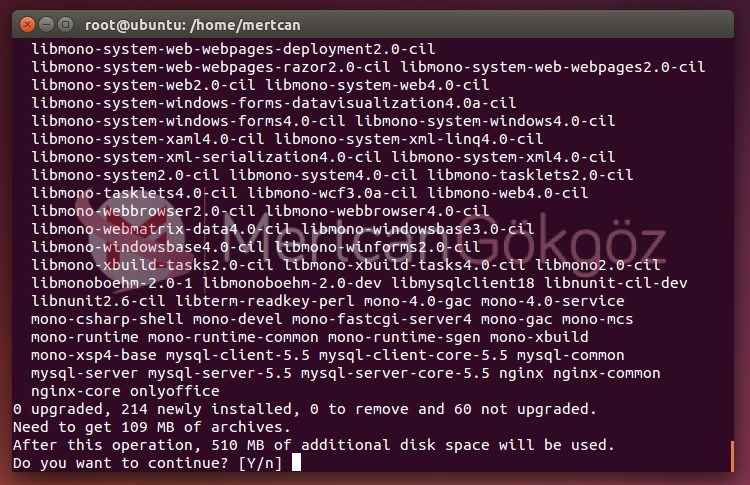 root@ubuntu: /home/mertcan
libmono-system-web-webpages-deployment2.0-cil
libmono-system-web-webpages-razor2.0-cil libmono-system-web-webpages2.0-cil
libmono-system-web2.0-cil libmono-system-web4.0-cil
libmono-system-windows-forms-datavisualization4.0a-cil
libmono-system-windows-forms4.0-cil libmono-system-windows4.0-cil
libmono-system-xaml4.0-cil libmono-system-xml-linq4.0-cil
libmono-system-xml-serialization4.0-cil libmono-system-xml4.0-cil
libmono-system2.0-cil libmono-system4.0-cil libmono-tasklets2.0-cil
libmono-tasklets4.0-cil libmono-wcf3.0a-cil libmono-web4.0-cil
libmono-webbrowser2.0-cil libmono-webbrowser4.0-cil
libmono-webmatrix-data4.0-cil libmono-windowsbase3.0-cil
MertcanGökgöz
libmono-windowsbase4.0-cil libmono-winforms2.0-cil
libmono-xbuild-tasks2.0-cil libmono-xbuild-tasks4.0-cil libmono2.0-cil
libmonoboehm-2.0-1 libmonoboehm-2.0-dev libmysqlclient18 libnunit-cil-dev
libnunit2.6-cil libterm-readkey-perl mono-4.0-gac mono-4.0-service
mono-csharp-shell mono-devel mono-fastcgi-server4 mono-gac mono-mcs
mono-runtime mono-runtime-common mono-runtime-sgen mono-xbuild
mono-xsp4-base mysql-client-5.5 mysql-client-core-5.5 mysql-common
mysql-server mysql-server-5.5 mysql-server-core-5.5 nginx nginx-common
nginx-core onlyoffice
0 upgraded, 214 newly installed, 0 to remove and 60 not upgraded.
Need to get 109 MB of archives.
After this operation, 510 MB of additional disk space will be used.
Do you want to continue? [Y/n]